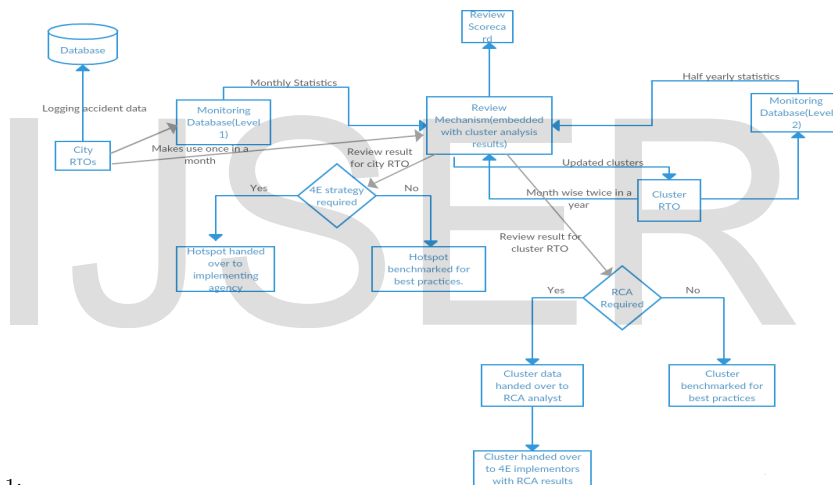 Review
Scoreca
rd
Database
Monthly Statistics
Half yearly statistics
Logging accident data
Monitoring
Database(Level
1)
Review
Mechanism(embedded
with cluster analysis
results)
Monitoring
Database(Level
2)
City
RTOs
Makes use once in a
month
Review result
for city RTO
Updated clusters
Yes
4E strategy
required
No
Month wise twice in a
year
Cluster
RTO
Hotspot handed
over to
implementing
agency
Hotspot
benchmarked for
best practices.
Review result for
cluster RTO
Yes
RCA
Required
No
Cluster data
handed over to
RCA analyst
Cluster
benchmarked for
best practices
Cluster handed over
to 4E implementors
with RCA results
1:
IJSER